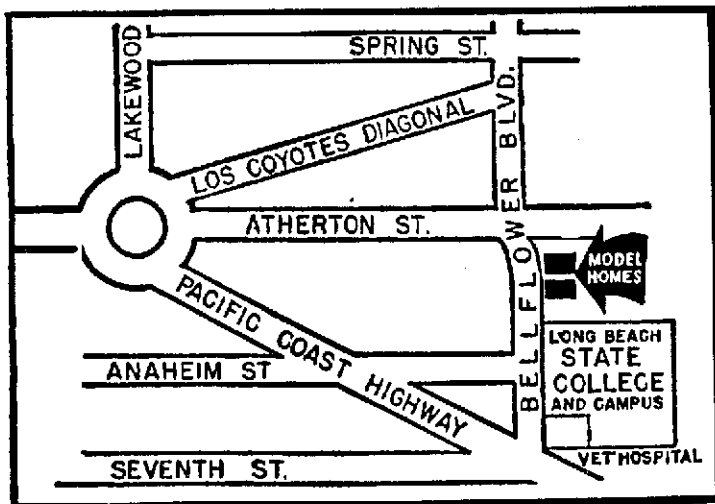 LAKEWOOD
SPRING ST.
LOS COYOTES DIAGONAL
BELLFLOWER BLVD.
ATHERTON ST.
MODEL
HOMES
PACIFIC COAST HIGHWAY
LONG BEACH
STATE
COLLEGE
AND CAMPUS
ANAHEIM ST
VET HOSPITAL
SEVENTH ST.